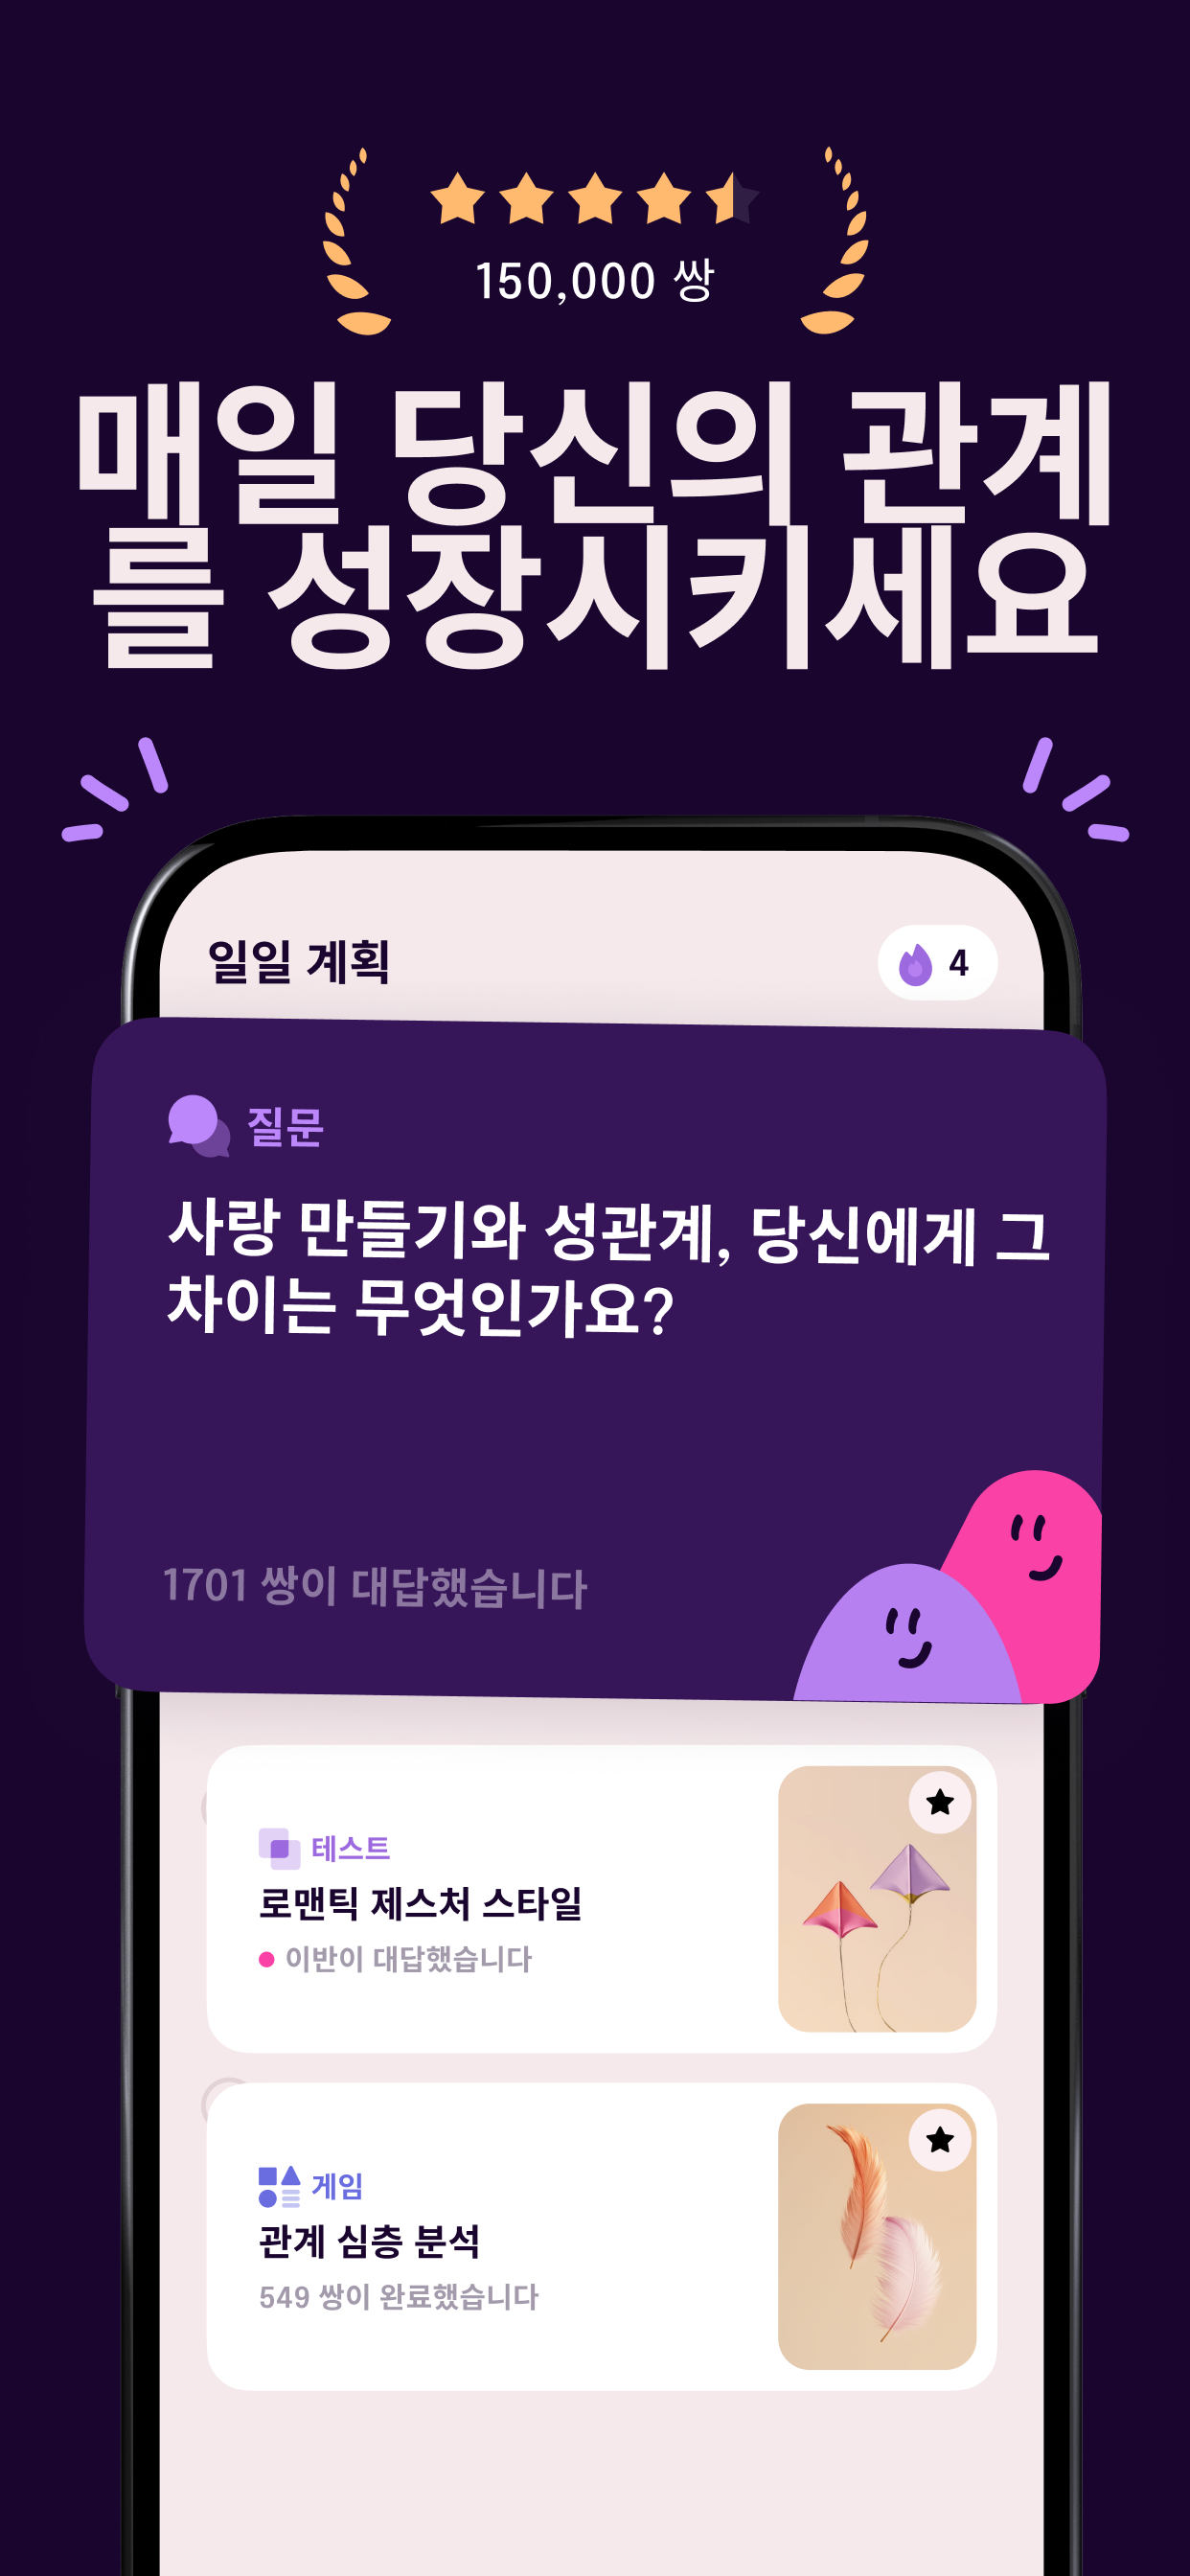 150,000 쌍
매일 당신의 관계
를 성장시키세요
일일 계획
4
질문
사랑 만들기와 성관계, 당신에게 그
차이는 무엇인가요?
1701 쌍이 대답했습니다
테스트
로맨틱 제스처 스타일
이반이 대답했습니다
게임
관계 심층 분석
549 쌍이 완료했습니다